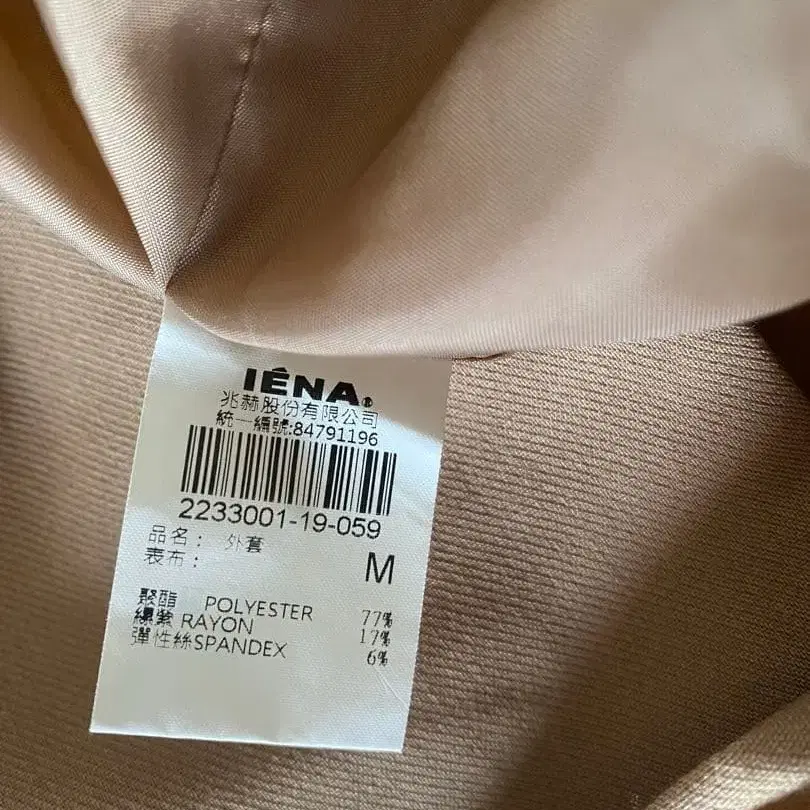 IÉNA®
兆赫股份有限公司
統一編號:84791196
2233001-19-059
品名： 外套
表布： M
聚酯 POLYESTER 77%
嫘縈 RAYON 17%
彈性絲SPANDEX 6%